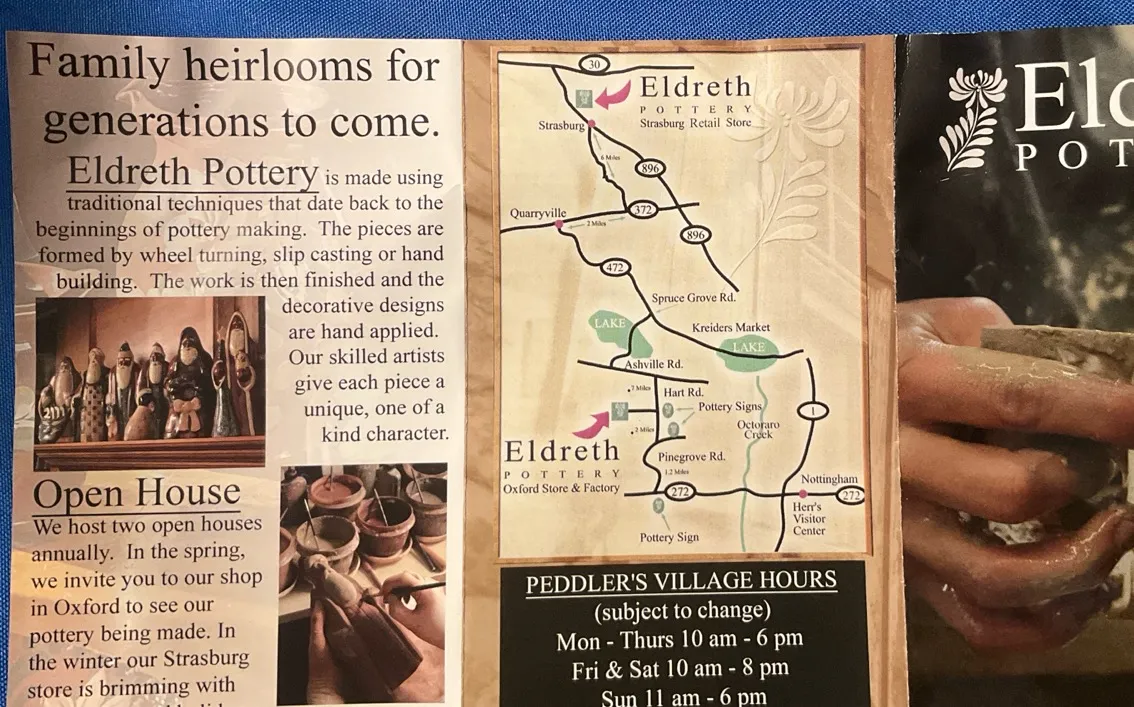 Family heirlooms for
generations to come.
Eldreth Pottery is made using
traditional techniques that date back to the
beginnings of pottery making. The pieces are
formed by wheel turning, slip casting or hand
building. The work is then finished and the
decorative designs
are hand applied.
Our skilled artists
give each piece a
unique, one of a
kind character.
Open House
We host two open houses
annually. In the spring,
we invite you to our shop
in Oxford to see our
pottery being made. In
the winter our Strasburg
store is brimming with
30
Eldreth
POTTERY
Strasburg Retail Store
Strasburg
6 Miles
896
Quarryville
372
2 Miles
896
472
Spruce Grove Rd.
LAKE
Kreiders Market
LAKE
Ashville Rd.
.7 Miles
Hart Rd.
Pottery Signs
1
Octoraro
Creek
.2 Miles
Eldreth
POTTERY
Oxford Store & Factory
Pinegrove Rd.
1.2 Miles
272
Nottingham
272
Herr's
Visitor
Center
Pottery Sign
PEDDLER'S VILLAGE HOURS
(subject to change)
Mon - Thurs 10 am - 6 pm
Fri & Sat 10 am - 8 pm
Sun 11 am - 6 pm
Eld
POT